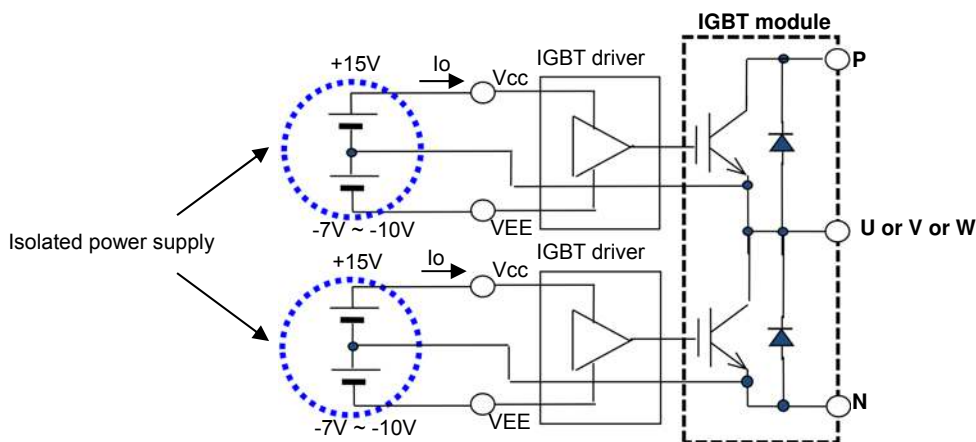 IGBT module
IGBT driver
+15V
Io
Vcc
P
VEE
-7V ~ -10V
Isolated power supply
U or V or W
IGBT driver
+15V
Io
Vcc
N
VEE
-7V ~ -10V